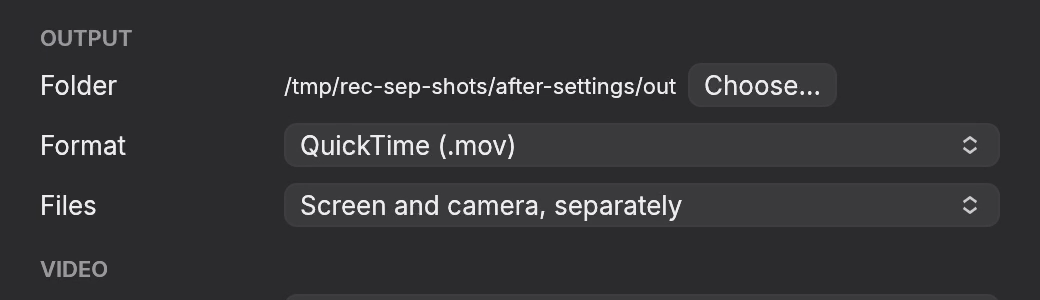 OUTPUT
Folder /tmp/rec-sep-shots/after-settings/out Choose...
Format QuickTime (.mov)
Files Screen and camera, separately
VIDEO